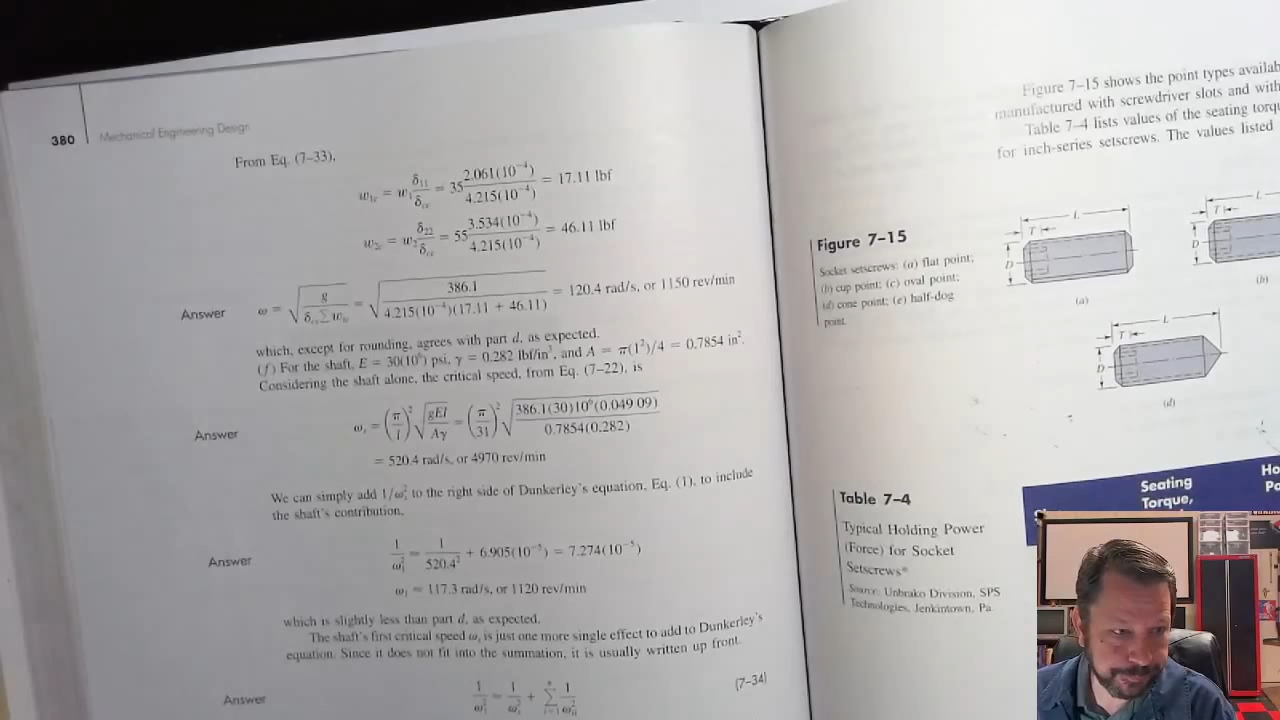 380 Mechanical Engineering Design
From Eq. (7–33),
w₁c = w₁ δ₁₁/δcc = 35 2.061(10⁻⁴)/4.215(10⁻⁴) = 17.11 lbf
w₂c = w₂ δ₂₂/δcc = 55 3.534(10⁻⁴)/4.215(10⁻⁴) = 46.11 lbf
Answer ω = √(g/δcc Σ wic) = √(386.1/4.215(10⁻⁴)(17.11 + 46.11)) = 120.4 rad/s, or 1150 rev/min
which, except for rounding, agrees with part d, as expected.
(f) For the shaft, E = 30(10⁶) psi, γ = 0.282 lbf/in³, and A = π(1²)/4 = 0.7854 in².
Considering the shaft alone, the critical speed, from Eq. (7–22), is
Answer ωs = (π/l)² √(gEI/Aγ) = (π/31)² √(386.1(30)10⁶(0.049 09)/0.7854(0.282))
= 520.4 rad/s, or 4970 rev/min
We can simply add 1/ωs² to the right side of Dunkerley's equation, Eq. (1), to include
the shaft's contribution,
Answer 1/ω₁² = 1/520.4² + 6.905(10⁻⁵) = 7.274(10⁻⁵)
ω₁ = 117.3 rad/s, or 1120 rev/min
which is slightly less than part d, as expected.
The shaft's first critical speed ωs is just one more single effect to add to Dunkerley's
equation. Since it does not fit into the summation, it is usually written up front.
Answer 1/ω₁² = 1/ωs² + Σ 1/ωii² (7–34)
Figure 7–15 shows the point types
manufactured with screwdriver slots and with
Table 7–4 lists values of the seating
for inch-series setscrews. The values listed
Figure 7–15
Socket setscrews: (a) flat point;
(b) cup point; (c) oval point;
(d) cone point; (e) half-dog
point.
L
T
D
(a)
L
T
D
(b)
L
T
D
(d)
Table 7–4
Typical Holding Power
(Force) for Socket
Setscrews*
Source: Unbrako Division, SPS
Technologies, Jenkintown, Pa.
Seating
Torque,